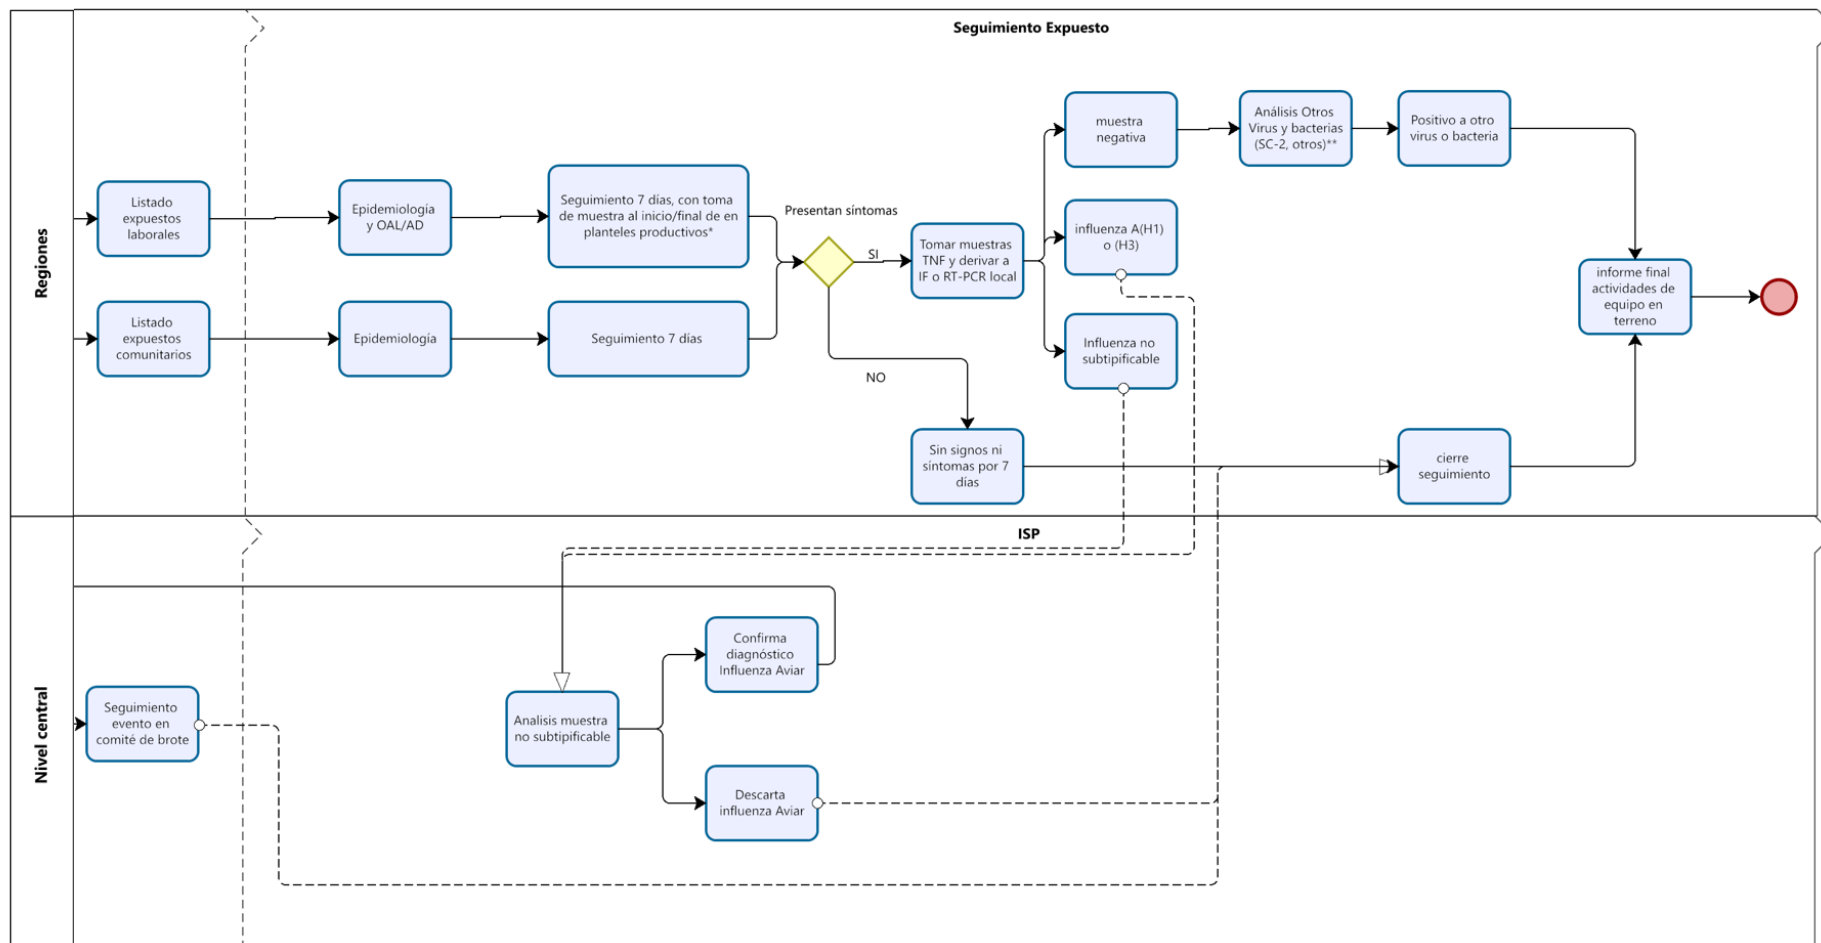 Seguimiento Expuesto
Regiones
Listado
expuestos
laborales
Epidemiología
y OAL/AD
Seguimiento 7 días, con toma
de muestra al inicio/final de en
planteles productivos*
Listado
expuestos
comunitarios
Epidemiología
Seguimiento 7 días
Presentan síntomas
SI
NO
Tomar muestras
TNF y derivar a
IF o RT-PCR local
muestra
negativa
Análisis Otros
Virus y bacterias
(SC-2, otros)**
Positivo a otro
virus o bacteria
influenza A(H1)
o (H3)
Influenza no
subtipificable
Sin signos ni
síntomas por 7
días
cierre
seguimiento
informe final
actividades de
equipo en
terreno
ISP
Nivel central
Seguimiento
evento en
comité de brote
Analisis muestra
no subtipificable
Confirma
diagnóstico
Influenza Aviar
Descarta
influenza Aviar